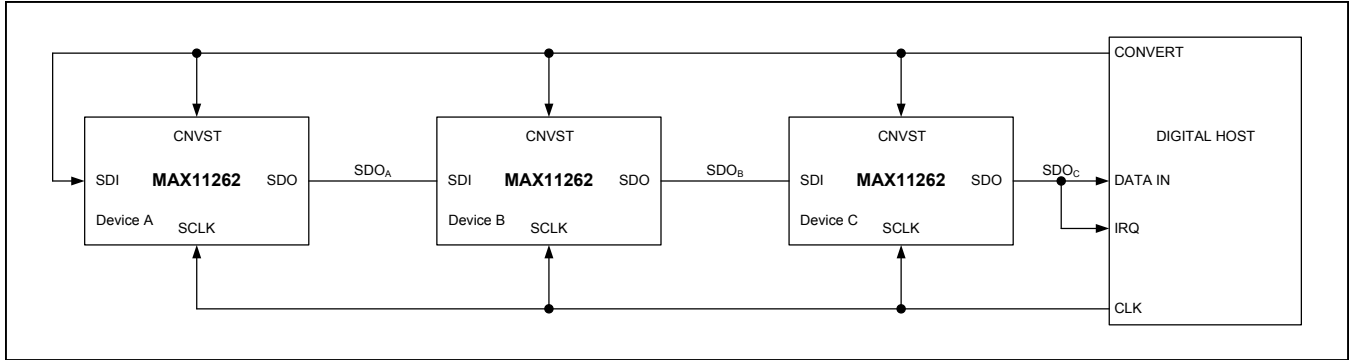 CONVERT
CNVST
CNVST
CNVST
DIGITAL HOST
SDI MAX11262 SDO
SDO_A
SDI MAX11262 SDO
SDO_B
SDI MAX11262 SDO
SDO_C
DATA IN
Device A
SCLK
Device B
SCLK
Device C
SCLK
IRQ
CLK